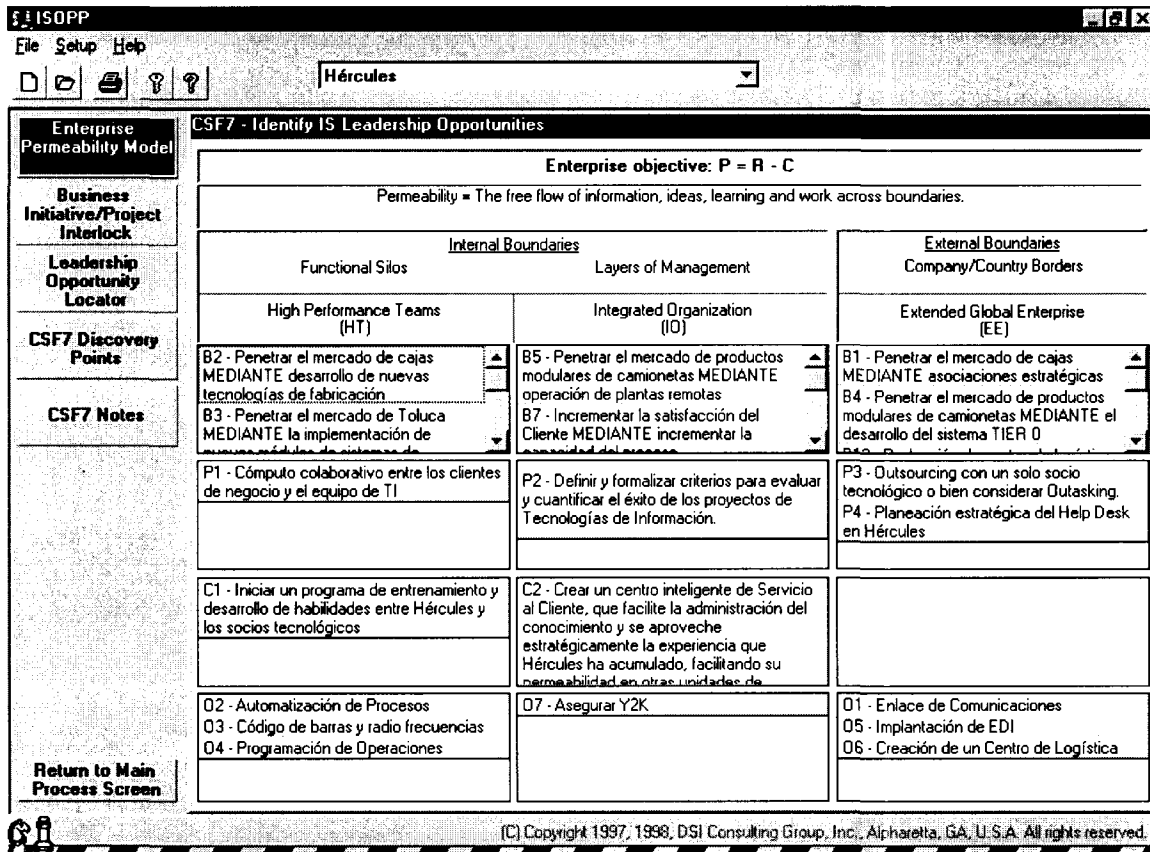 ISOPP
File Setup Help
Hércules
Enterprise
Permeability Model
Business
Initiative/Project
Interlock
Leadership
Opportunity
Locator
CSF7 Discovery
Points
CSF7 Notes
Return to Main
Process Screen
CSF7 - Identify IS Leadership Opportunities
Enterprise objective: P = R - C
Permeability = The free flow of information, ideas, learning and work across boundaries.
Internal Boundaries
Functional Silos
Layers of Management
External Boundaries
Company/Country Borders
High Performance Teams
(HT)
Integrated Organization
(IO)
Extended Global Enterprise
(EE)
B2 - Penetrar el mercado de cajas
MEDIANTE desarrollo de nuevas
tecnologías de fabricación
B3 - Penetrar el mercado de Toluca
MEDIANTE la implementación de
B5 - Penetrar el mercado de productos
modulares de camionetas MEDIANTE
operación de plantas remotas
B7 - Incrementar la satisfacción del
Cliente MEDIANTE incrementar la
B1 - Penetrar el mercado de cajas
MEDIANTE asociaciones estratégicas
B4 - Penetrar el mercado de productos
modulares de camionetas MEDIANTE el
desarrollo del sistema TIER 0
P1 - Cómputo colaborativo entre los clientes
de negocio y el equipo de TI
P2 - Definir y formalizar criterios para evaluar
y cuantificar el éxito de los proyectos de
Tecnologías de Información.
P3 - Outsourcing con un solo socio
tecnológico o bien considerar Outasking.
P4 - Planeación estratégica del Help Desk
en Hércules
C1 - Iniciar un programa de entrenamiento y
desarrollo de habilidades entre Hércules y
los socios tecnológicos
C2 - Crear un centro inteligente de Servicio
al Cliente, que facilite la administración del
conocimiento y se aproveche
estratégicamente la experiencia que
Hércules ha acumulado, facilitando su
permeabilidad en otras unidades de
O2 - Automatización de Procesos
O3 - Código de barras y radio frecuencias
O4 - Programación de Operaciones
O7 - Asegurar Y2K
O1 - Enlace de Comunicaciones
O5 - Implantación de EDI
O6 - Creación de un Centro de Logística
(C) Copyright 1997, 1998, DSI Consulting Group, Inc., Alpharetta, GA, U.S.A. All rights reserved.